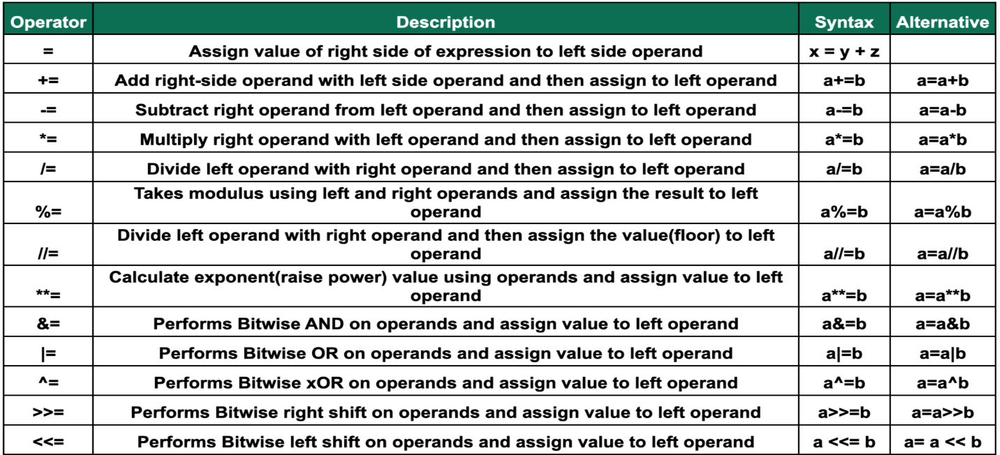 Operator Description Syntax Alternative
= Assign value of right side of expression to left side operand x = y + z
+= Add right-side operand with left side operand and then assign to left operand a+=b a=a+b
-= Subtract right operand from left operand and then assign to left operand a-=b a=a-b
*= Multiply right operand with left operand and then assign to left operand a*=b a=a*b
/= Divide left operand with right operand and then assign to left operand a/=b a=a/b
Takes modulus using left and right operands and assign the result to left
%= operand a%=b a=a%b
Divide left operand with right operand and then assign the value(floor) to left
//= operand a//=b a=a//b
Calculate exponent(raise power) value using operands and assign value to left
**= operand a**=b a=a**b
&= Performs Bitwise AND on operands and assign value to left operand a&=b a=a&b
|= Performs Bitwise OR on operands and assign value to left operand a|=b a=a|b
^= Performs Bitwise xOR on operands and assign value to left operand a^=b a=a^b
>>= Performs Bitwise right shift on operands and assign value to left operand a>>=b a=a>>b
<<= Performs Bitwise left shift on operands and assign value to left operand a <<= b a= a << b